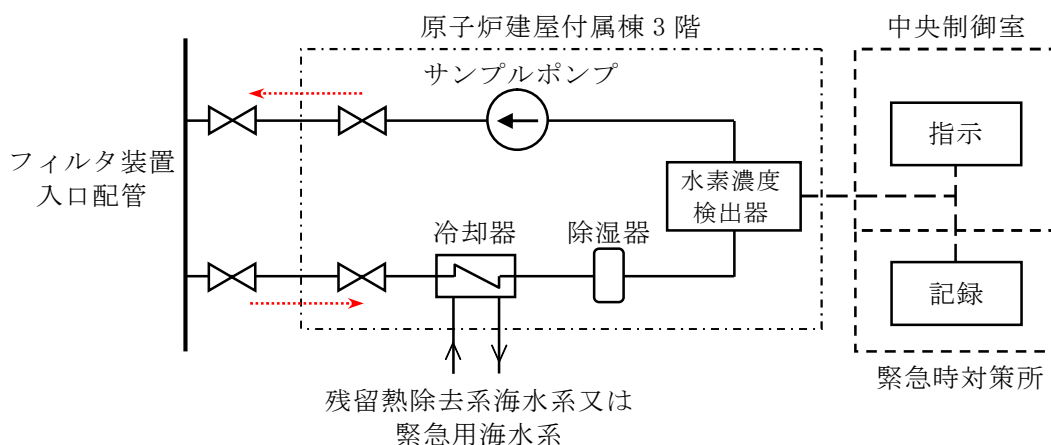 原子炉建屋付属棟3階
中央制御室
サンプルポンプ
指示
フィルタ装置
入口配管
水素濃度
検出器
冷却器
除湿器
記録
緊急時対策所
残留熱除去系海水系又は
緊急用海水系